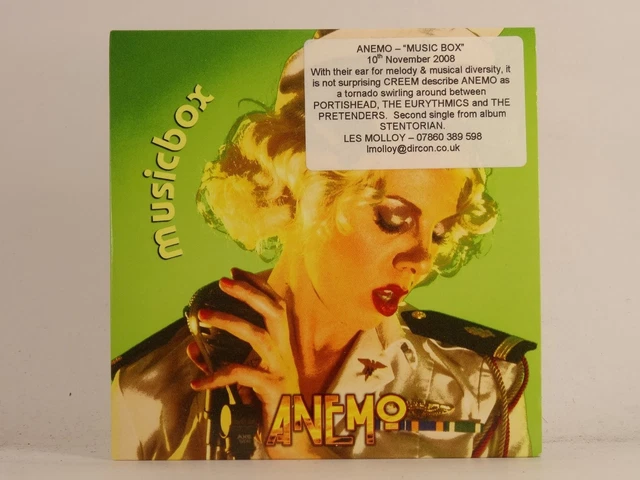 ANEMO – "MUSIC BOX"
10th November 2008
With their ear for melody & musical diversity, it
is not surprising CREEM describe ANEMO as
a tornado swirling around between
PORTISHEAD, THE EURYTHMICS and THE
PRETENDERS. Second single from album
STENTORIAN.
LES MOLLOY – 07860 389 598
lmolloy@dircon.co.uk
musicbox
ANEMO